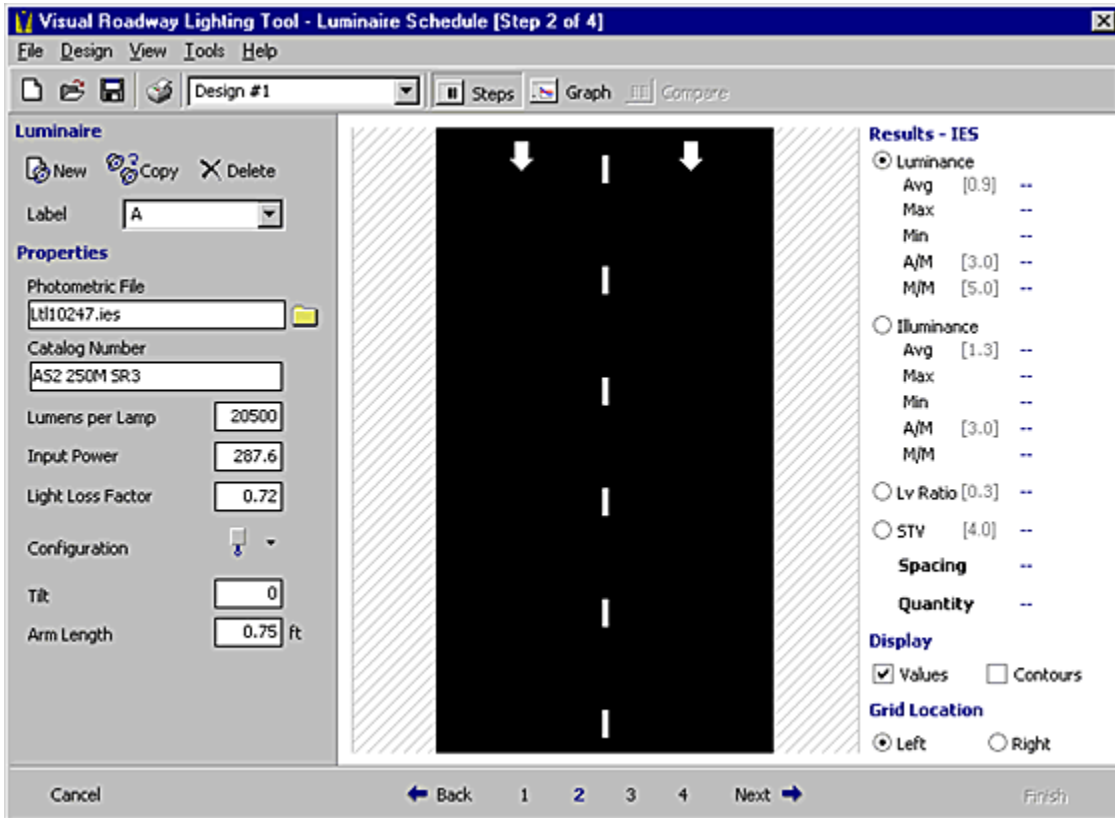 Visual Roadway Lighting Tool - Luminaire Schedule [Step 2 of 4]
File Design View Tools Help
Design #1 Steps Graph Compare
Luminaire
New Copy Delete
Label A
Properties
Photometric File
Ltl10247.ies
Catalog Number
AS2 250M SR3
Lumens per Lamp 20500
Input Power 287.6
Light Loss Factor 0.72
Configuration
Tilt 0
Arm Length 0.75 ft
Results - IES
Luminance
Avg [0.9] --
Max --
Min --
A/M [3.0] --
M/M [5.0] --
Illuminance
Avg [1.3] --
Max --
Min --
A/M [3.0] --
M/M --
Lv Ratio [0.3] --
STV [4.0] --
Spacing --
Quantity --
Display
Values Contours
Grid Location
Left Right
Cancel Back 1 2 3 4 Next Finish